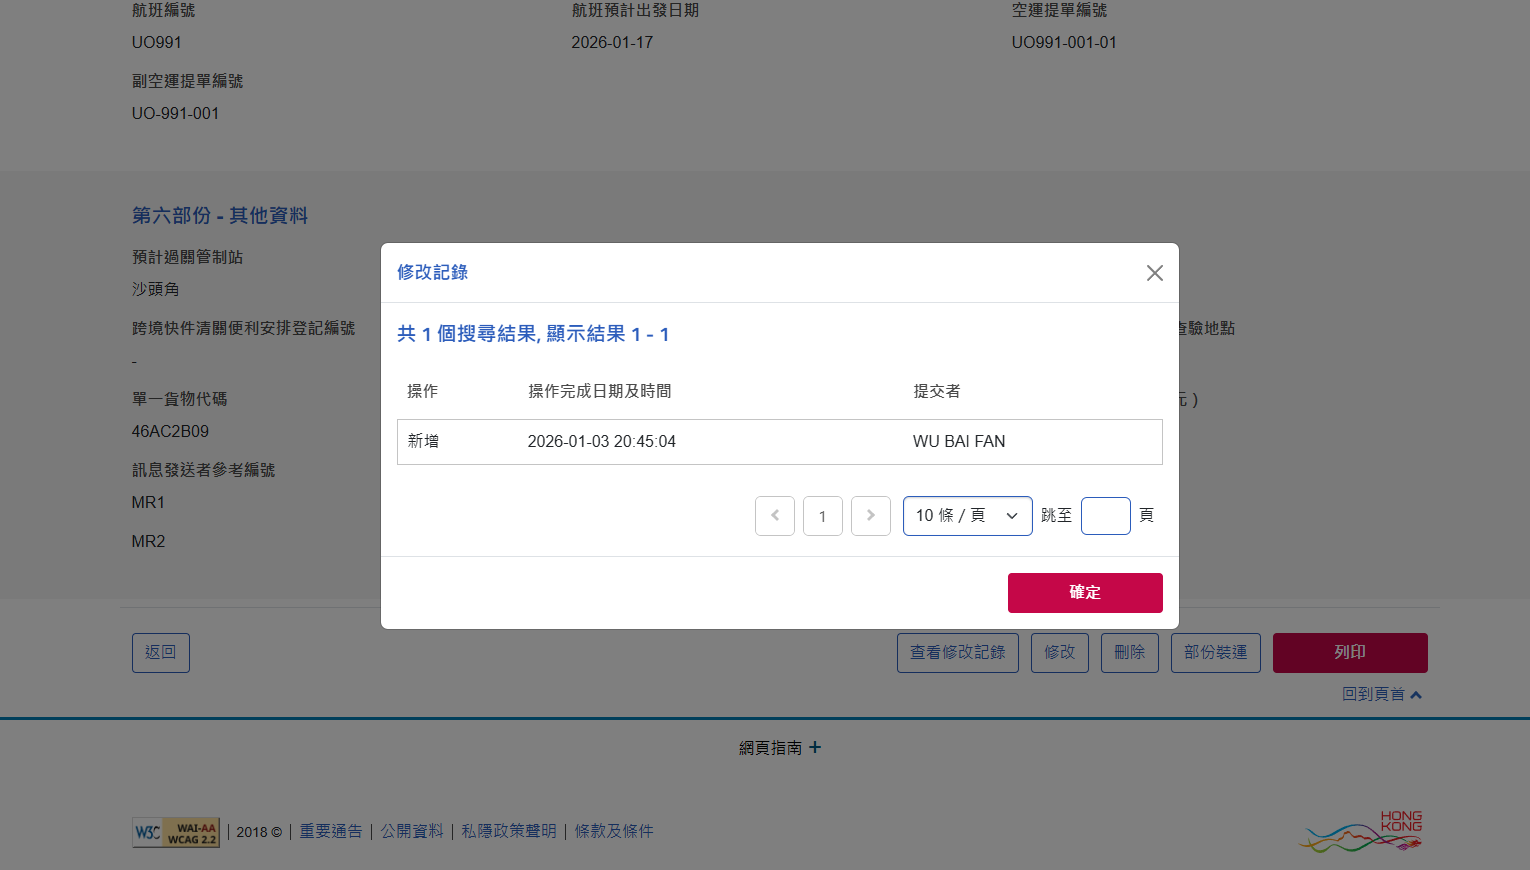 航班編號 航班預計出發日期 空運提單編號
UO991 2026-01-17 UO991-001-01
副空運提單編號
UO-991-001
第六部份 - 其他資料
預計過關管制站
沙頭角
跨境快件清關便利安排登記編號
查驗地點
-
單一貨物代碼
元 )
46AC2B09
訊息發送者參考編號
MR1
MR2
修改記錄
共 1 個搜尋結果, 顯示結果 1 - 1
操作 操作完成日期及時間 提交者
新增 2026-01-03 20:45:04 WU BAI FAN
1 10 條 / 頁 跳至 頁
確定
返回 查看修改記錄 修改 刪除 部份裝運 列印
回到頁首
網頁指南 +
W3C WAI-AA WCAG 2.2 2018 © 重要通告 公開資料 私隱政策聲明 條款及條件
HONG
KONG